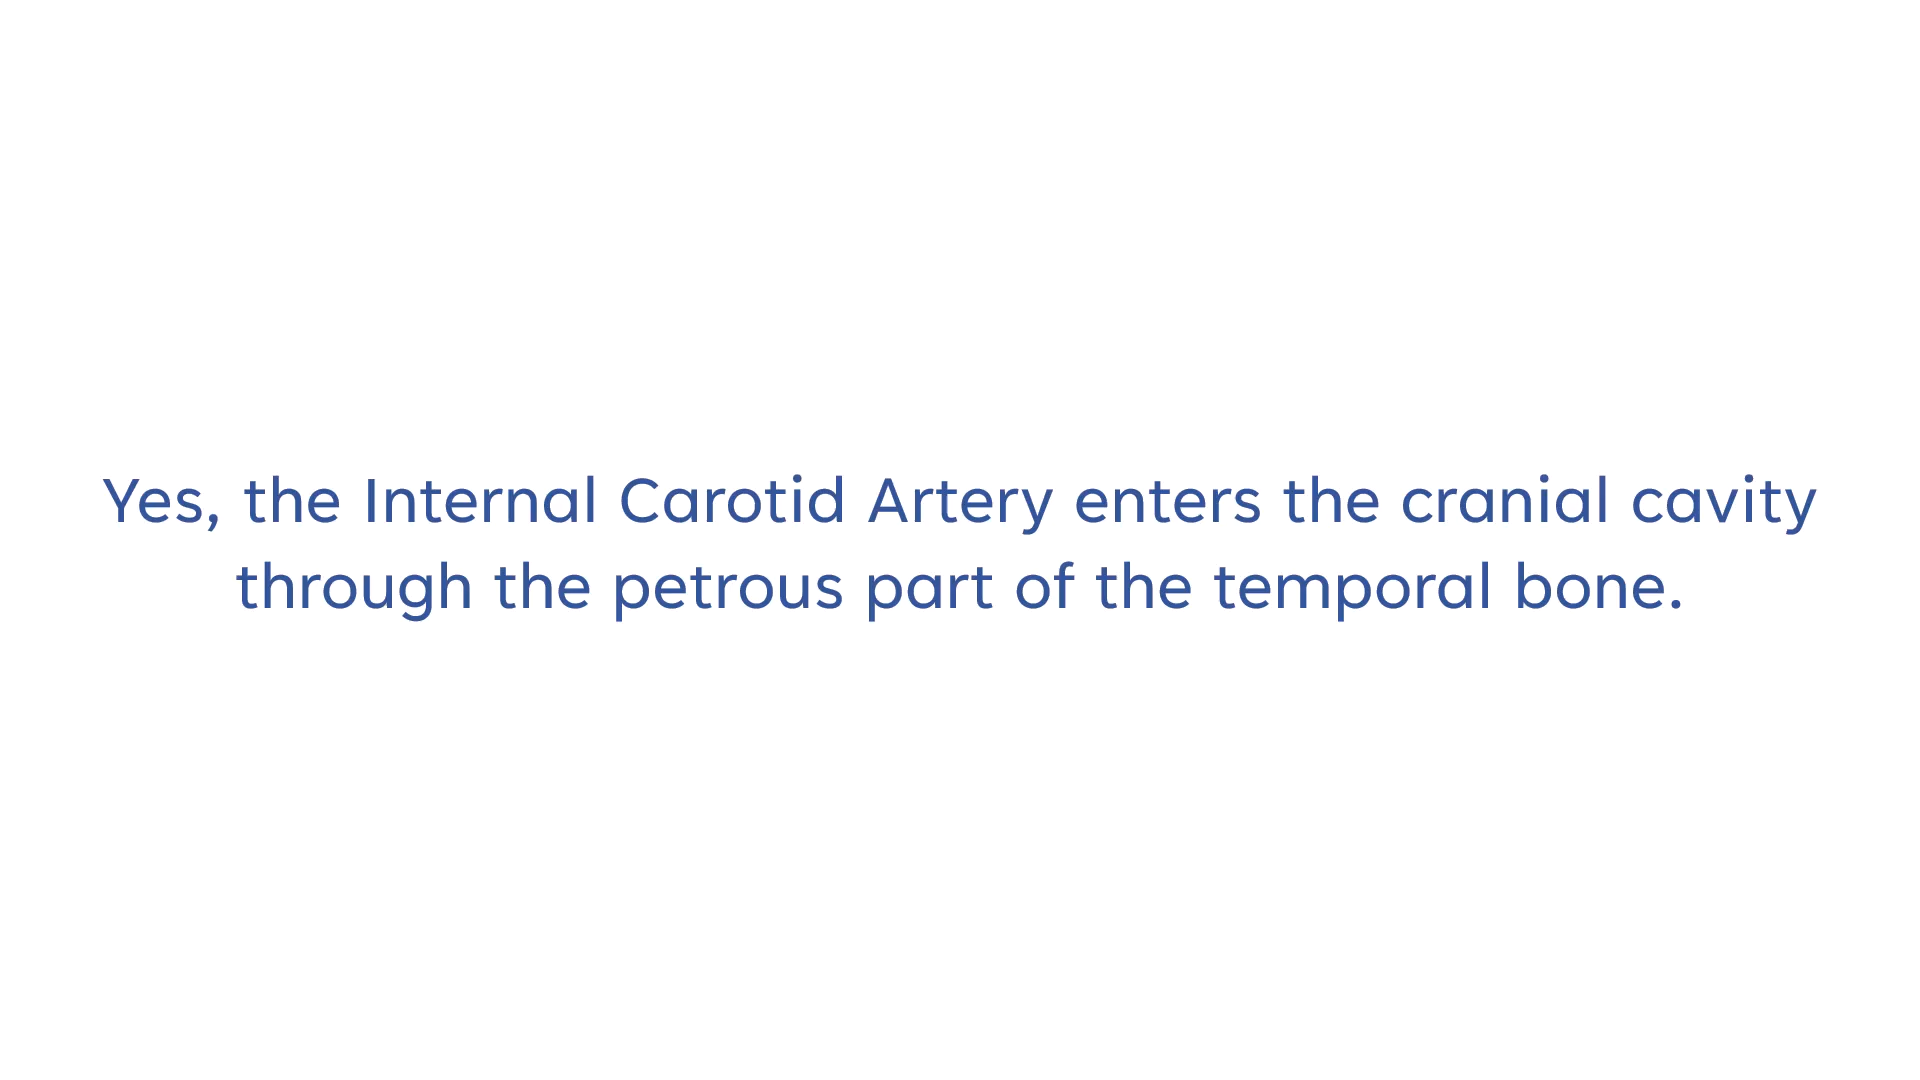 Yes, the Internal Carotid Artery enters the cranial cavity
through the petrous part of the temporal bone.